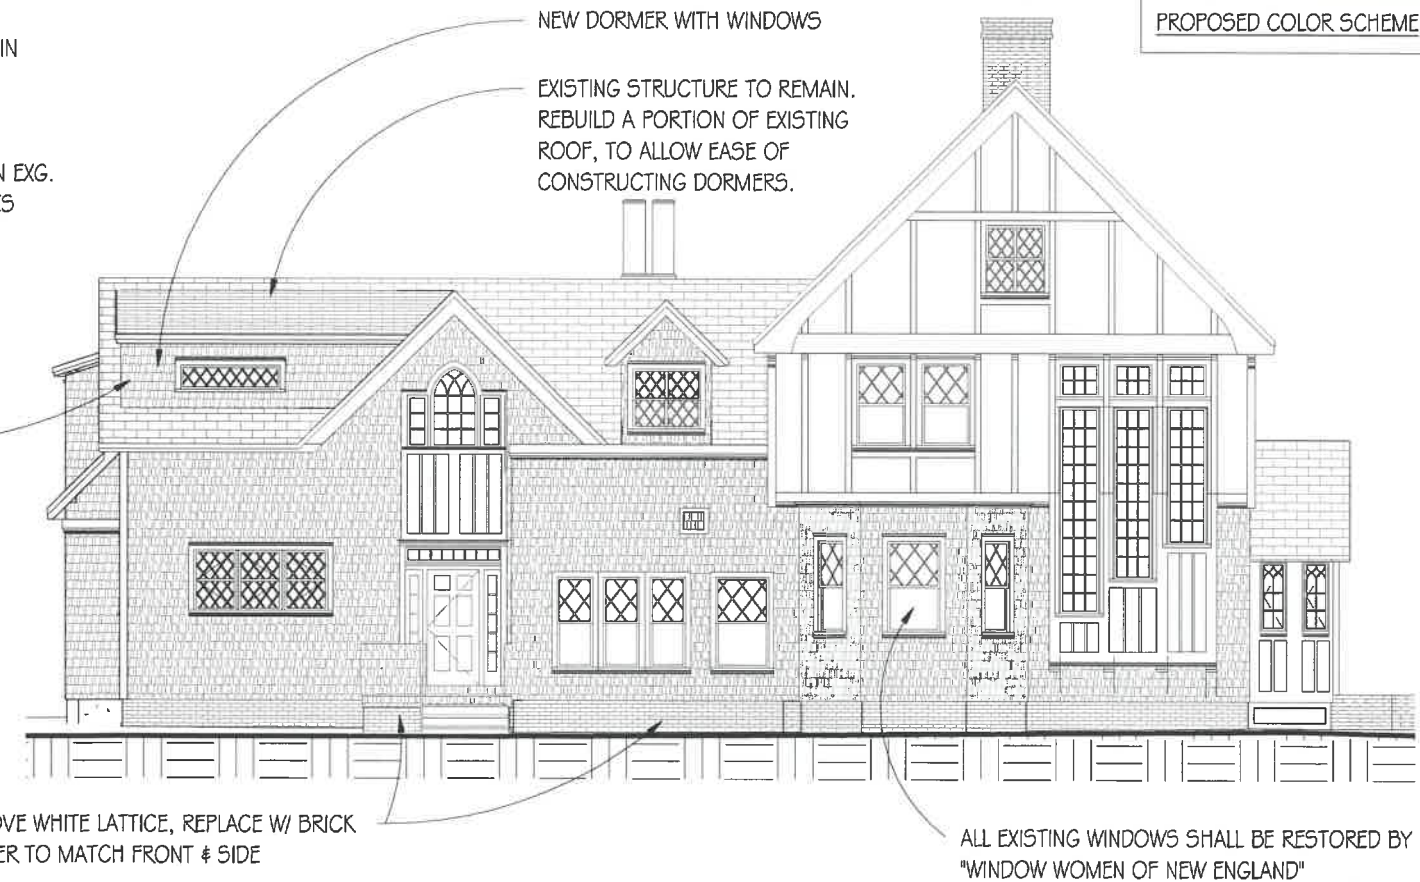 NEW DORMER WITH WINDOWS
PROPOSED COLOR SCHEME
IN
EXISTING STRUCTURE TO REMAIN.
REBUILD A PORTION OF EXISTING
ROOF, TO ALLOW EASE OF
CONSTRUCTING DORMERS.
N EXG.
ES
OVE WHITE LATTICE, REPLACE W/ BRICK
ER TO MATCH FRONT & SIDE
ALL EXISTING WINDOWS SHALL BE RESTORED BY
"WINDOW WOMEN OF NEW ENGLAND"